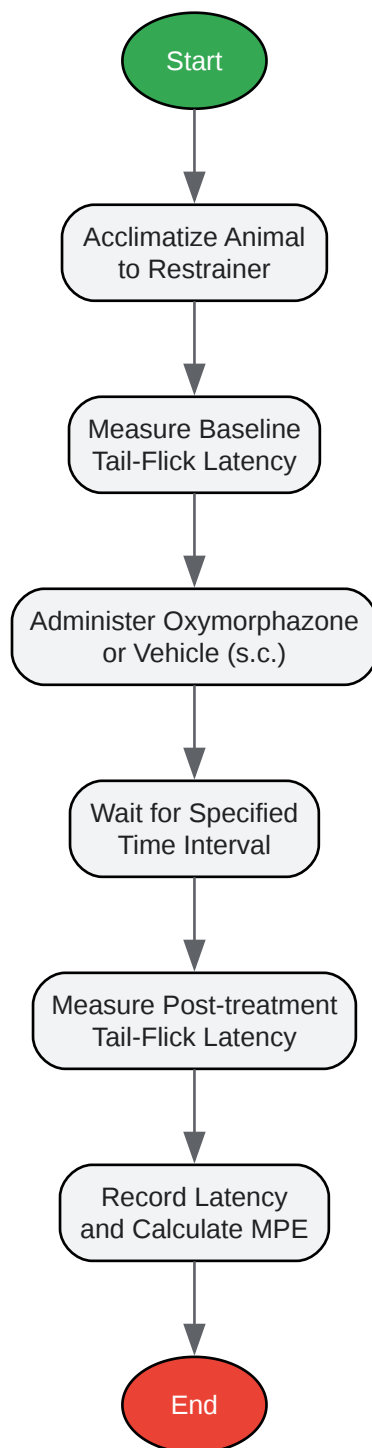 Start
Acclimatize Animal
to Restrainer
Measure Baseline
Tail-Flick Latency
Administer Oxymorphazone
or Vehicle (s.c.)
Wait for Specified
Time Interval
Measure Post-treatment
Tail-Flick Latency
Record Latency
and Calculate MPE
End